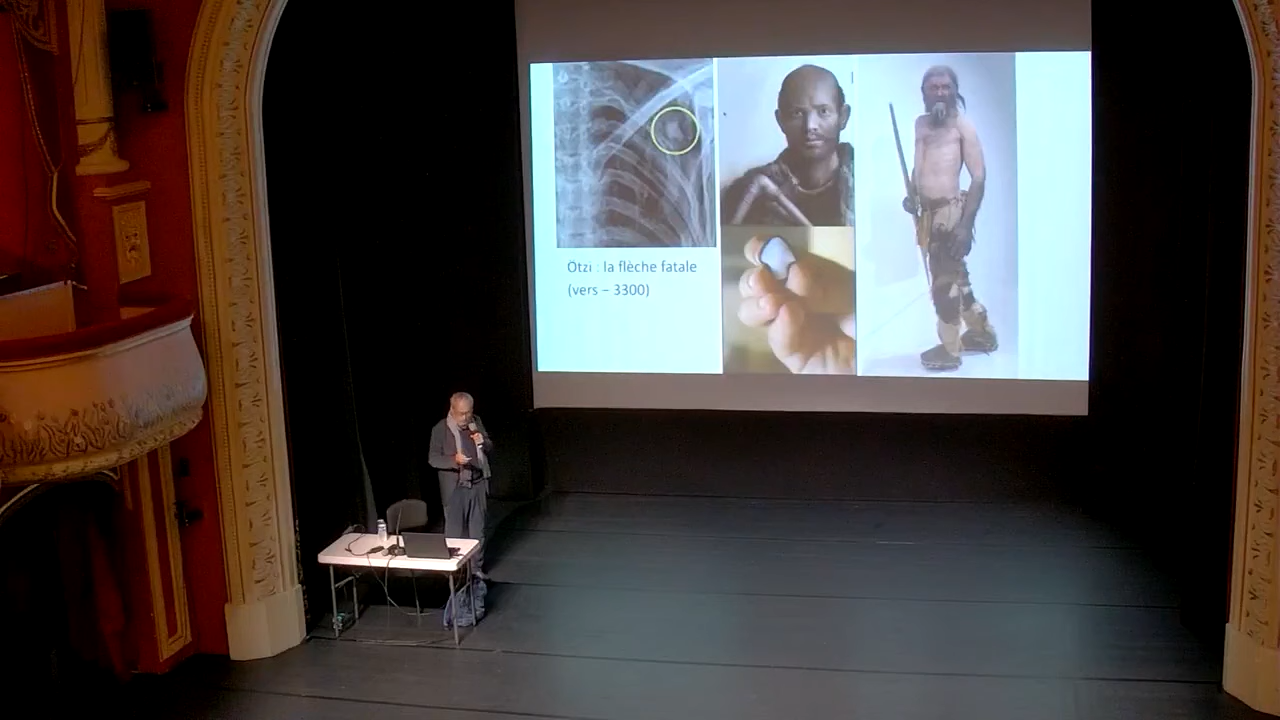 Otzi : la flèche fatale
(vers – 3300)